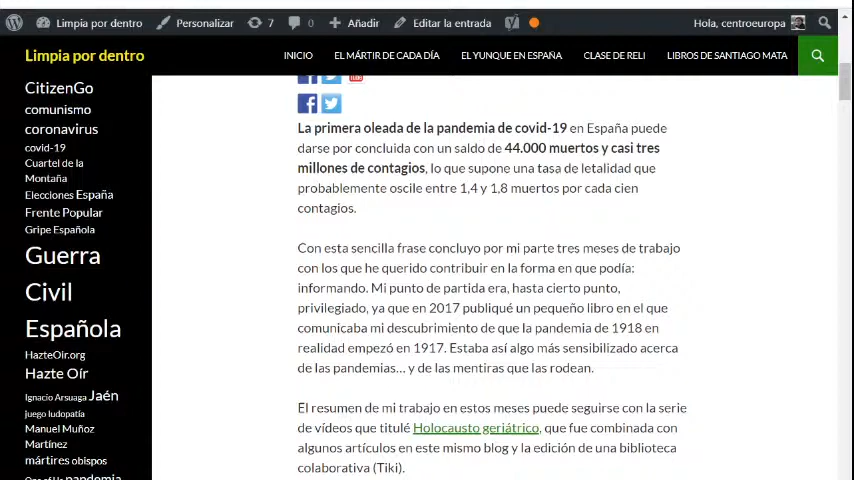 Limpia por dentro
Personalizar
7
0
Añadir
Editar la entrada
Hola, centroeuropa
Limpia por dentro
INICIO
EL MÁRTIR DE CADA DÍA
EL YUNQUE EN ESPAÑA
CLASE DE RELI
LIBROS DE SANTIAGO MATA
CitizenGo
comunismo
coronavirus
covid-19
Cuartel de la
Montaña
Elecciones España
Frente Popular
Gripe Española
Guerra
Civil
Española
HazteOir.org
Hazte Oír
Ignacio Arsuaga Jaén
juego ludopatía
Manuel Muñoz
Martínez
mártires obispos
pandemia
La primera oleada de la pandemia de covid-19 en España puede
darse por concluida con un saldo de 44.000 muertos y casi tres
millones de contagios, lo que supone una tasa de letalidad que
probablemente oscile entre 1,4 y 1,8 muertos por cada cien
contagios.
Con esta sencilla frase concluyo por mi parte tres meses de trabajo
con los que he querido contribuir en la forma en que podía:
informando. Mi punto de partida era, hasta cierto punto,
privilegiado, ya que en 2017 publiqué un pequeño libro en el que
comunicaba mi descubrimiento de que la pandemia de 1918 en
realidad empezó en 1917. Estaba así algo más sensibilizado acerca
de las pandemias… y de las mentiras que las rodean.
El resumen de mi trabajo en estos meses puede seguirse con la serie
de vídeos que titulé Holocausto geriátrico, que fue combinada con
algunos artículos en este mismo blog y la edición de una biblioteca
colaborativa (Tiki).